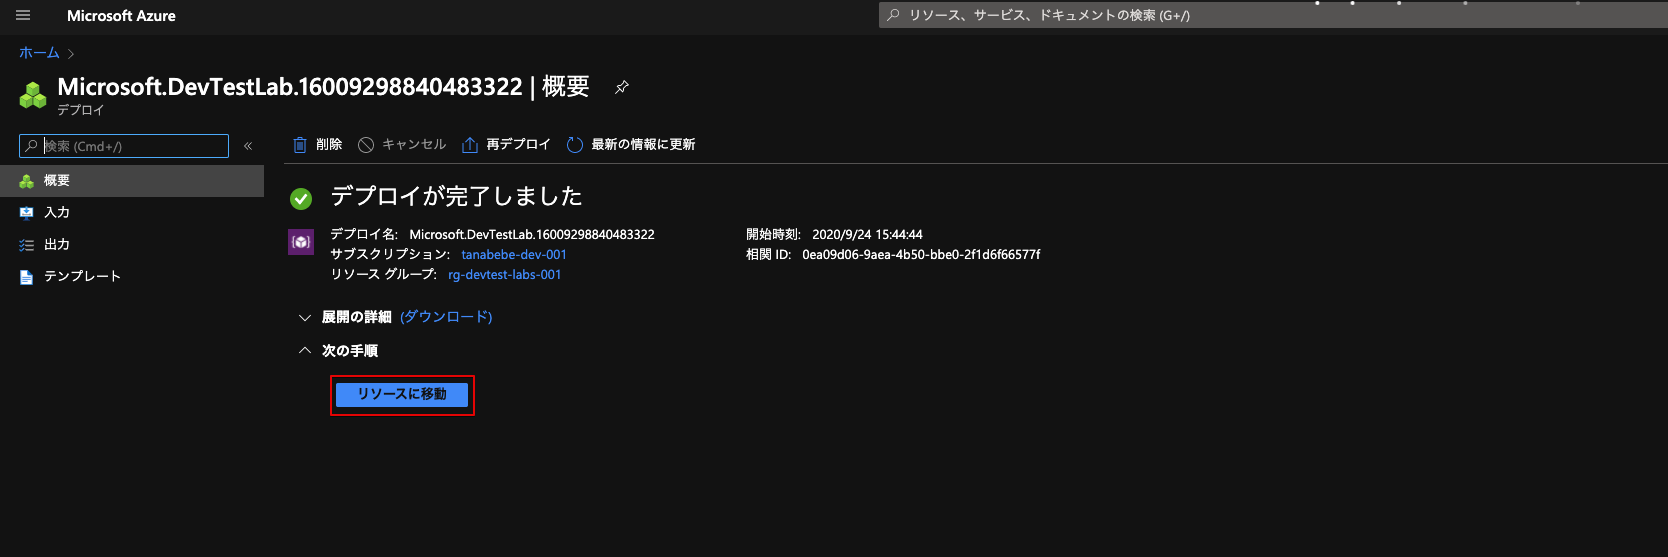 Microsoft Azure
リソース、サービス、ドキュメントの検索 (G+/)
ホーム
Microsoft.DevTestLab.16009298840483322 | 概要
デプロイ
検索 (Cmd+/)
«
削除
キャンセル
再デプロイ
最新の情報に更新
概要
入力
出力
テンプレート
デプロイが完了しました
デプロイ名: Microsoft.DevTestLab.16009298840483322
サブスクリプション: tanabebe-dev-001
リソース グループ: rg-devtest-labs-001
開始時刻: 2020/9/24 15:44:44
相関 ID: 0ea09d06-9aea-4b50-bbe0-2f1d6f66577f
展開の詳細 (ダウンロード)
次の手順
リソースに移動